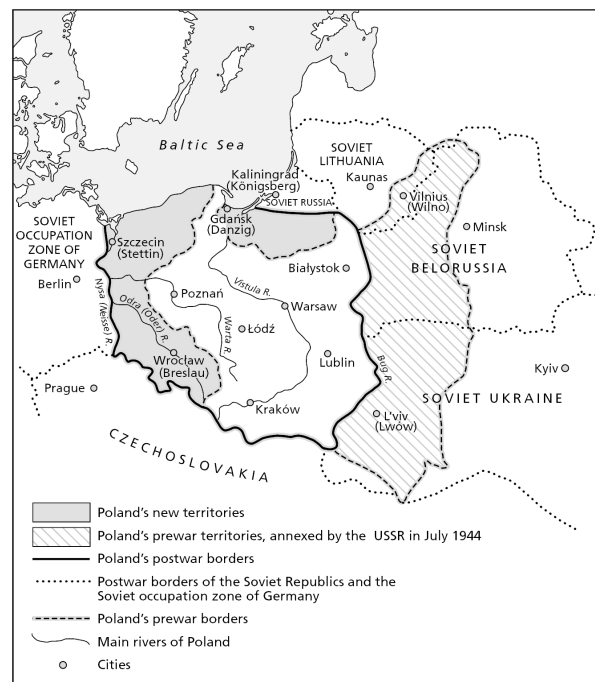 Baltic Sea
SOVIET
LITHUANIA
Kaunas
Kaliningrad
(Königsberg)
SOVIET RUSSIA
Vilnius
(Wilno)
Gdańsk
(Danzig)
Minsk
SOVIET
OCCUPATION
ZONE OF
GERMANY
Szczecin
(Stettin)
SOVIET
BELORUSSIA
Berlin
Białystok
Nysa (Neisse) R.
Odra (Oder) R.
Poznań
Vistula R.
Warsaw
Warta R.
Łódź
Wrocław
(Breslau)
Lublin
Bug R.
Kyiv
Prague
Kraków
L'viv
(Lwów)
SOVIET UKRAINE
CZECHOSLOVAKIA
Poland's new territories
Poland's prewar territories, annexed by the USSR in July 1944
Poland's postwar borders
Postwar borders of the Soviet Republics and the
Soviet occupation zone of Germany
Poland's prewar borders
Main rivers of Poland
Cities